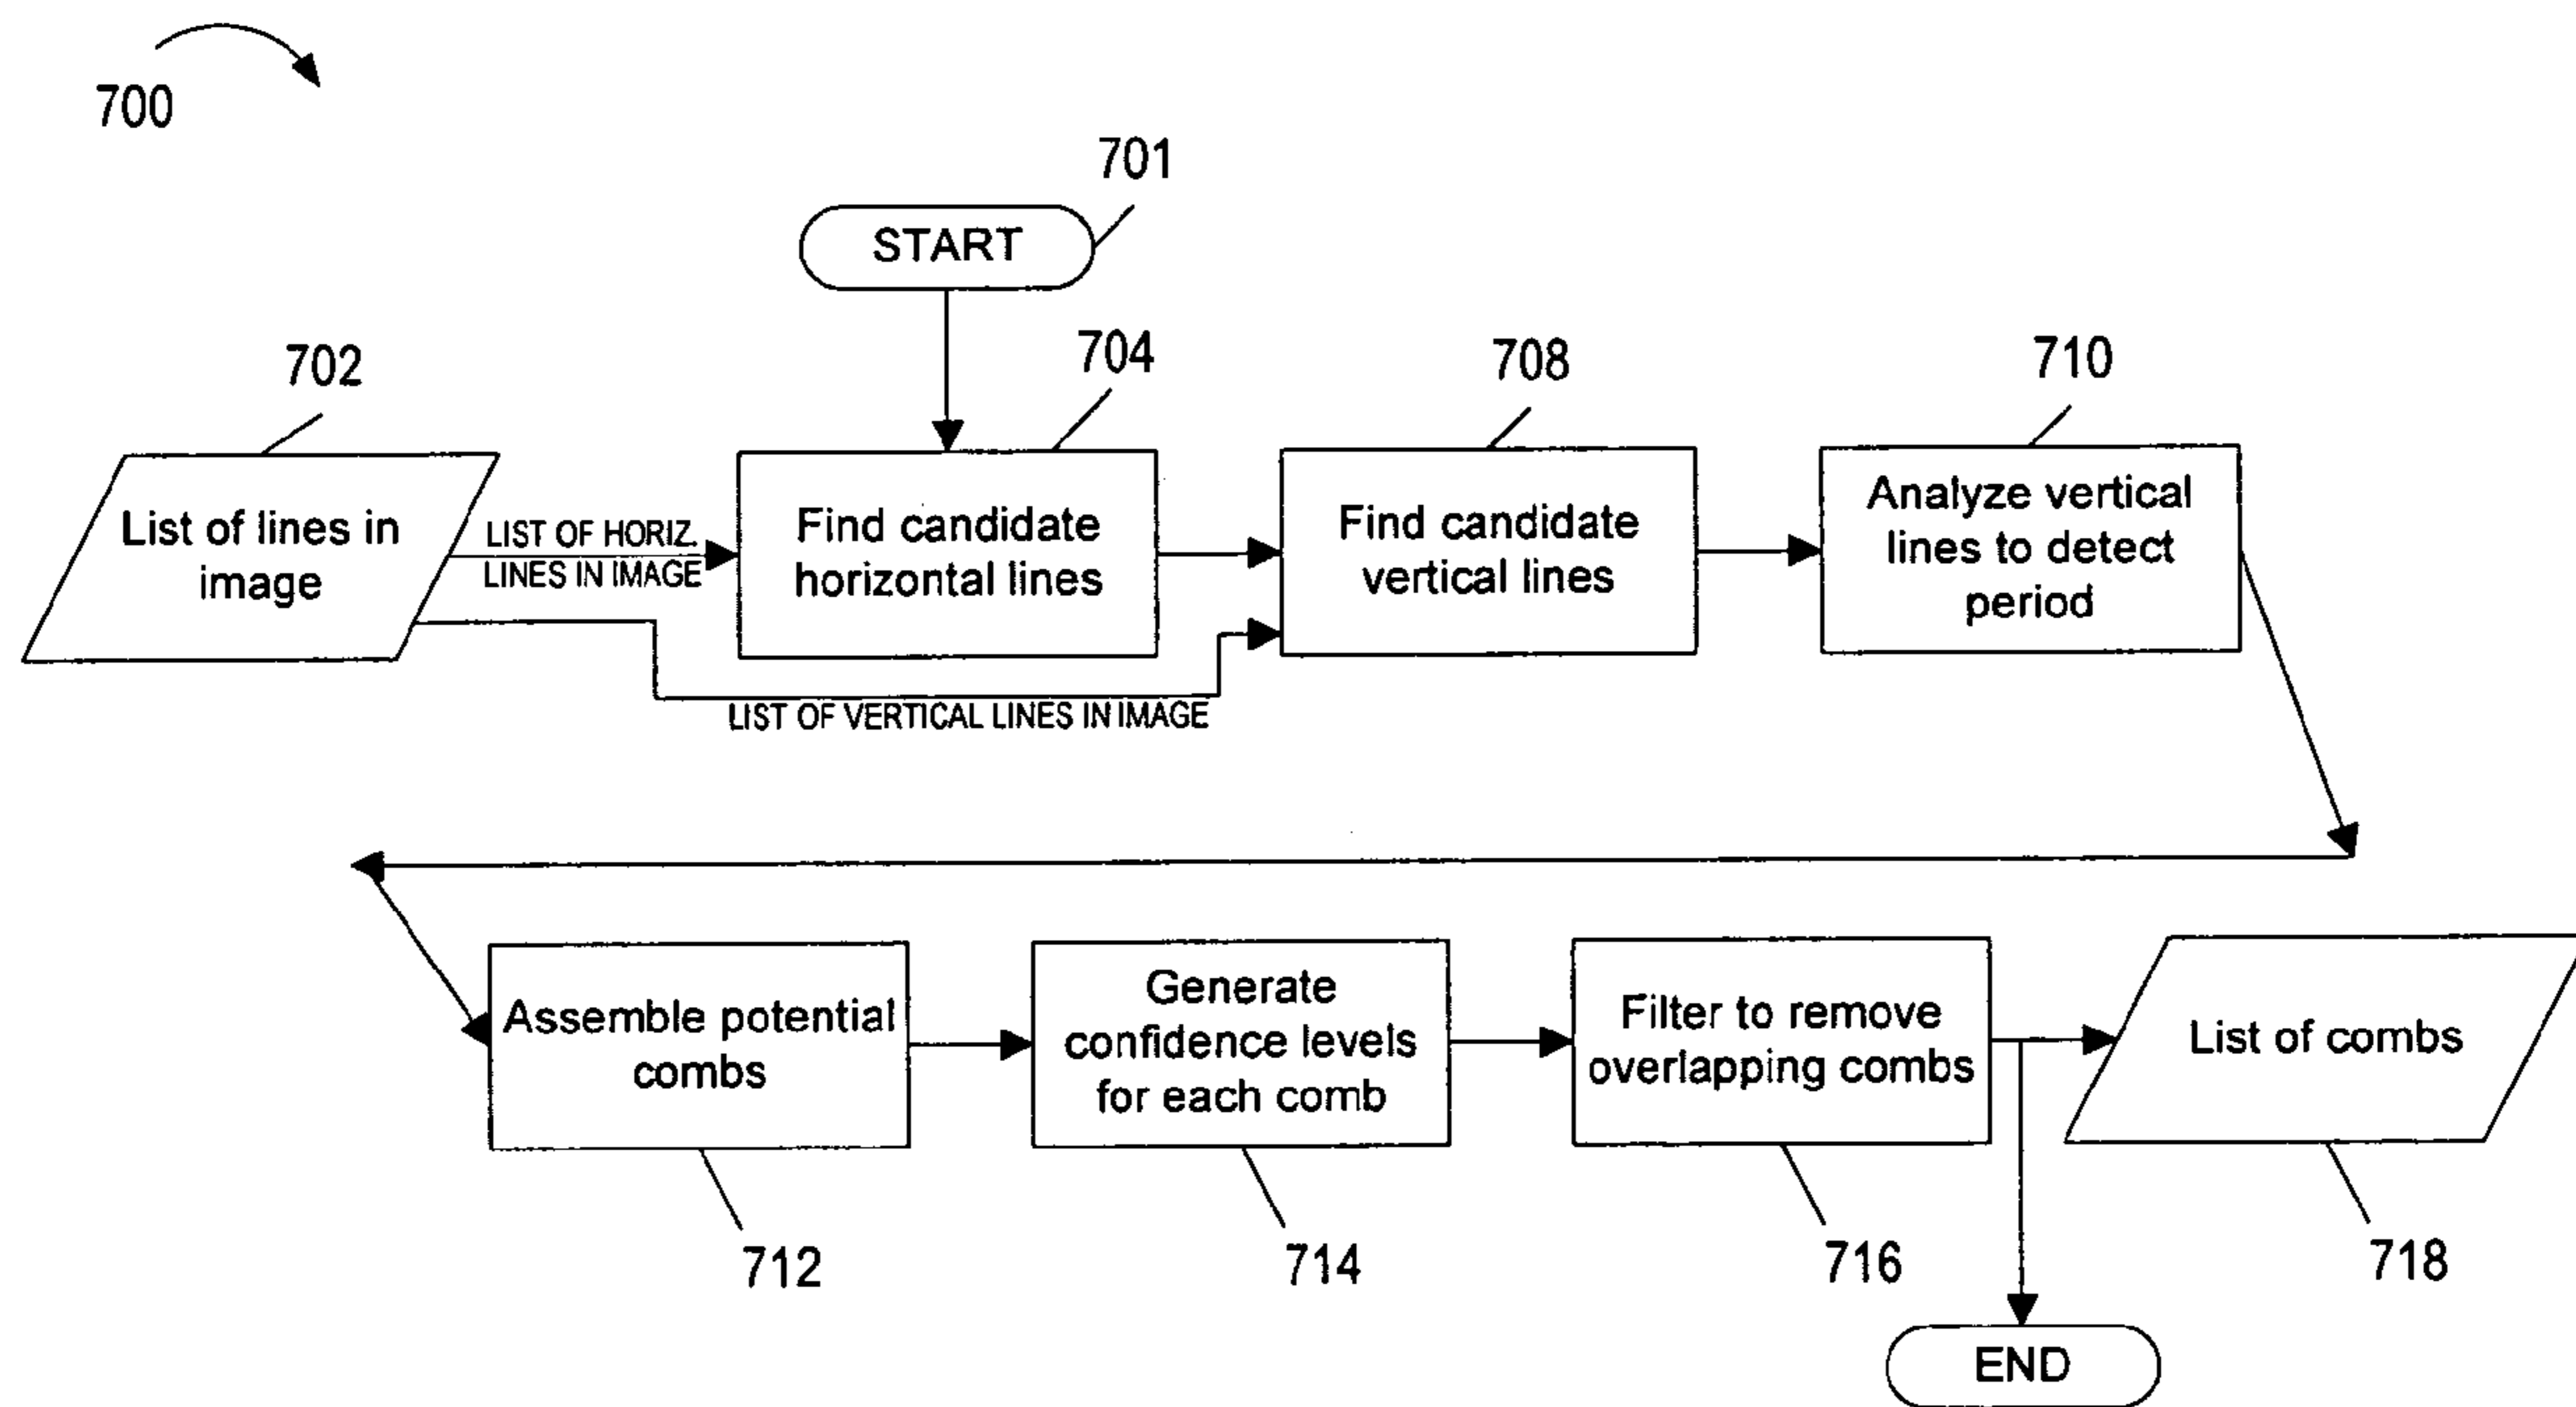 700
701
START
702
704
708
710
List of lines in
image
LIST OF HORIZ.
LINES IN IMAGE
Find candidate
horizontal lines
Find candidate
vertical lines
Analyze vertical
lines to detect
period
LIST OF VERTICAL LINES IN IMAGE
Assemble potential
combs
Generate
confidence levels
for each comb
Filter to remove
overlapping combs
List of combs
712
714
716
718
END